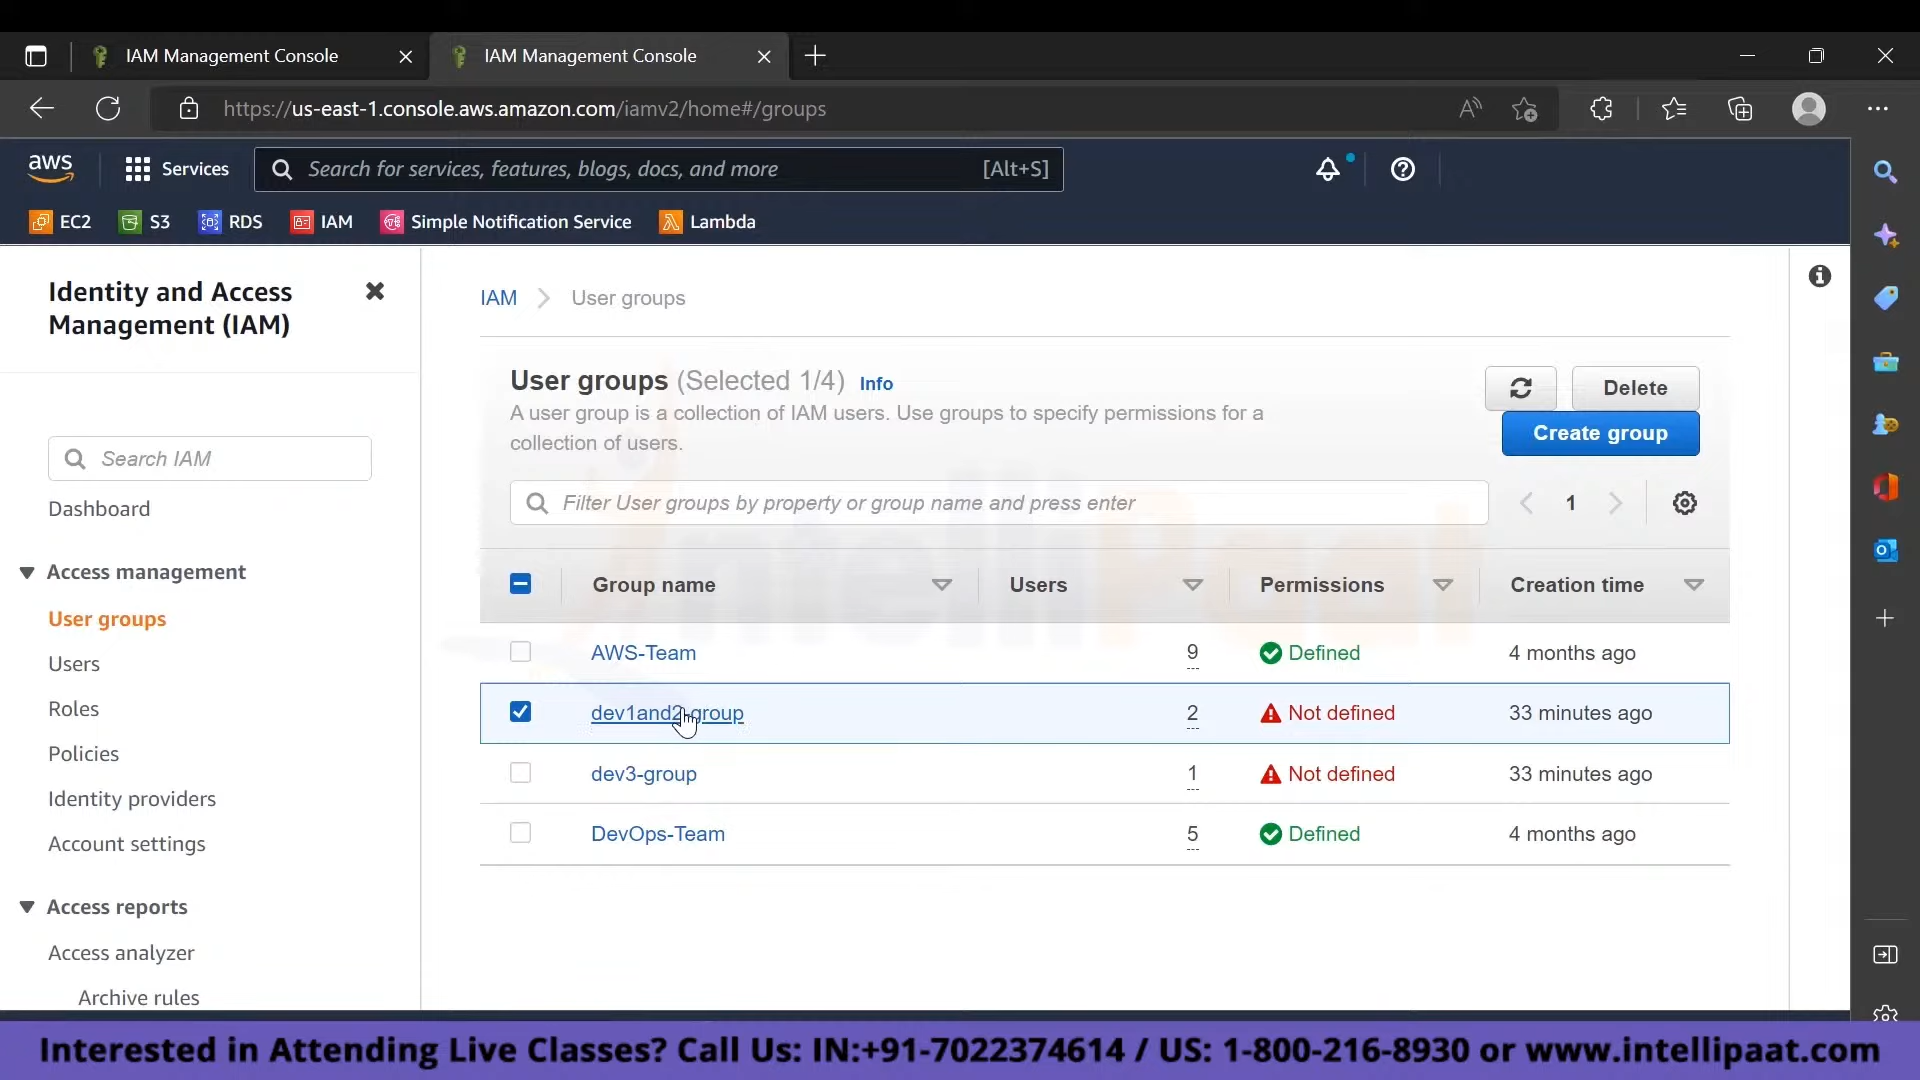 IAM Management Console
IAM Management Console
https://us-east-1.console.aws.amazon.com/iamv2/home#/groups
aws
Services
Search for services, features, blogs, docs, and more
[Alt+S]
EC2
S3
RDS
IAM
Simple Notification Service
Lambda
Identity and Access
Management (IAM)
Search IAM
Dashboard
Access management
User groups
Users
Roles
Policies
Identity providers
Account settings
Access reports
Access analyzer
Archive rules
IAM > User groups
User groups (Selected 1/4) Info
A user group is a collection of IAM users. Use groups to specify permissions for a
collection of users.
Delete
Create group
Filter User groups by property or group name and press enter
1
Group name Users Permissions Creation time
AWS-Team 9 Defined 4 months ago
dev1and2-group 2 Not defined 33 minutes ago
dev3-group 1 Not defined 33 minutes ago
DevOps-Team 5 Defined 4 months ago
IntelliPaat
Interested in Attending Live Classes? Call Us: IN:+91-7022374614 / US: 1-800-216-8930 or www.intellipaat.com